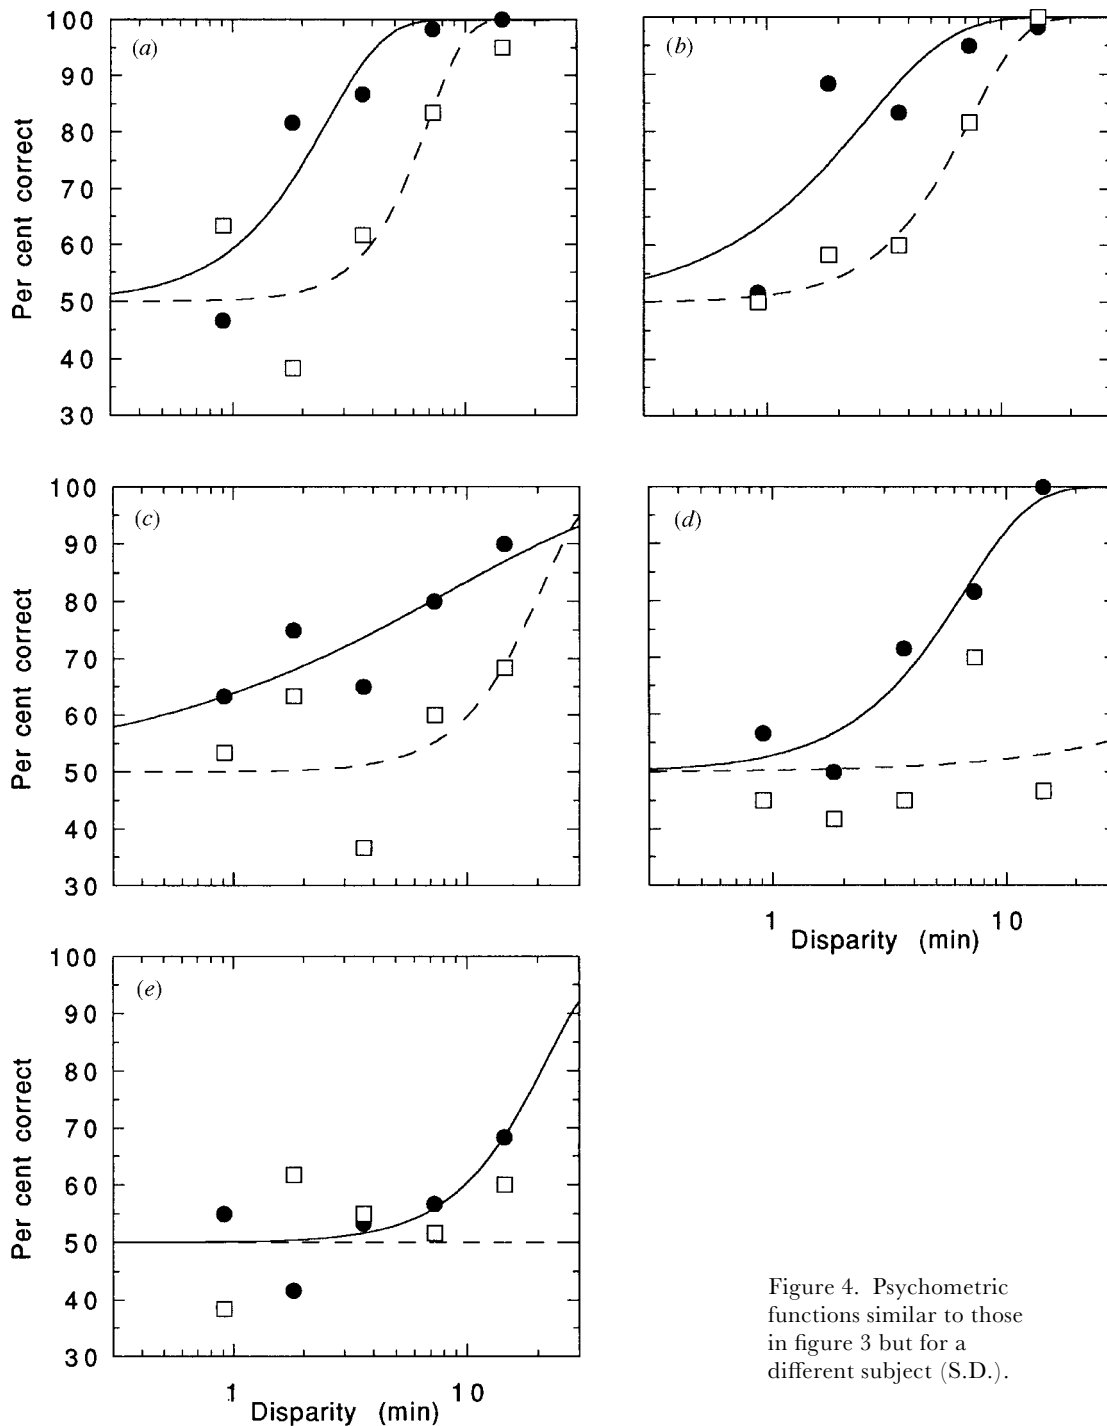 (a)
100
90
80
70
60
50
40
30
Per cent correct
(b)
(c)
100
90
80
70
60
50
40
30
Per cent correct
1
10
(d)
1
10
Disparity (min)
(e)
100
90
80
70
60
50
40
30
Per cent correct
1
10
Disparity (min)
Figure 4. Psychometric
functions similar to those
in figure 3 but for a
different subject (S.D.).